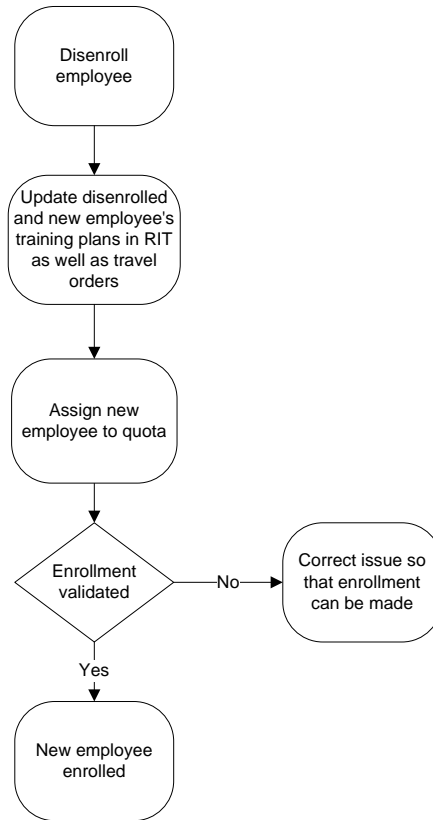 Disenroll
employee
Update disenrolled
and new employee's
training plans in RIT
as well as travel
orders
Assign new
employee to quota
Enrollment
validated
No
Correct issue so
that enrollment
can be made
Yes
New employee
enrolled